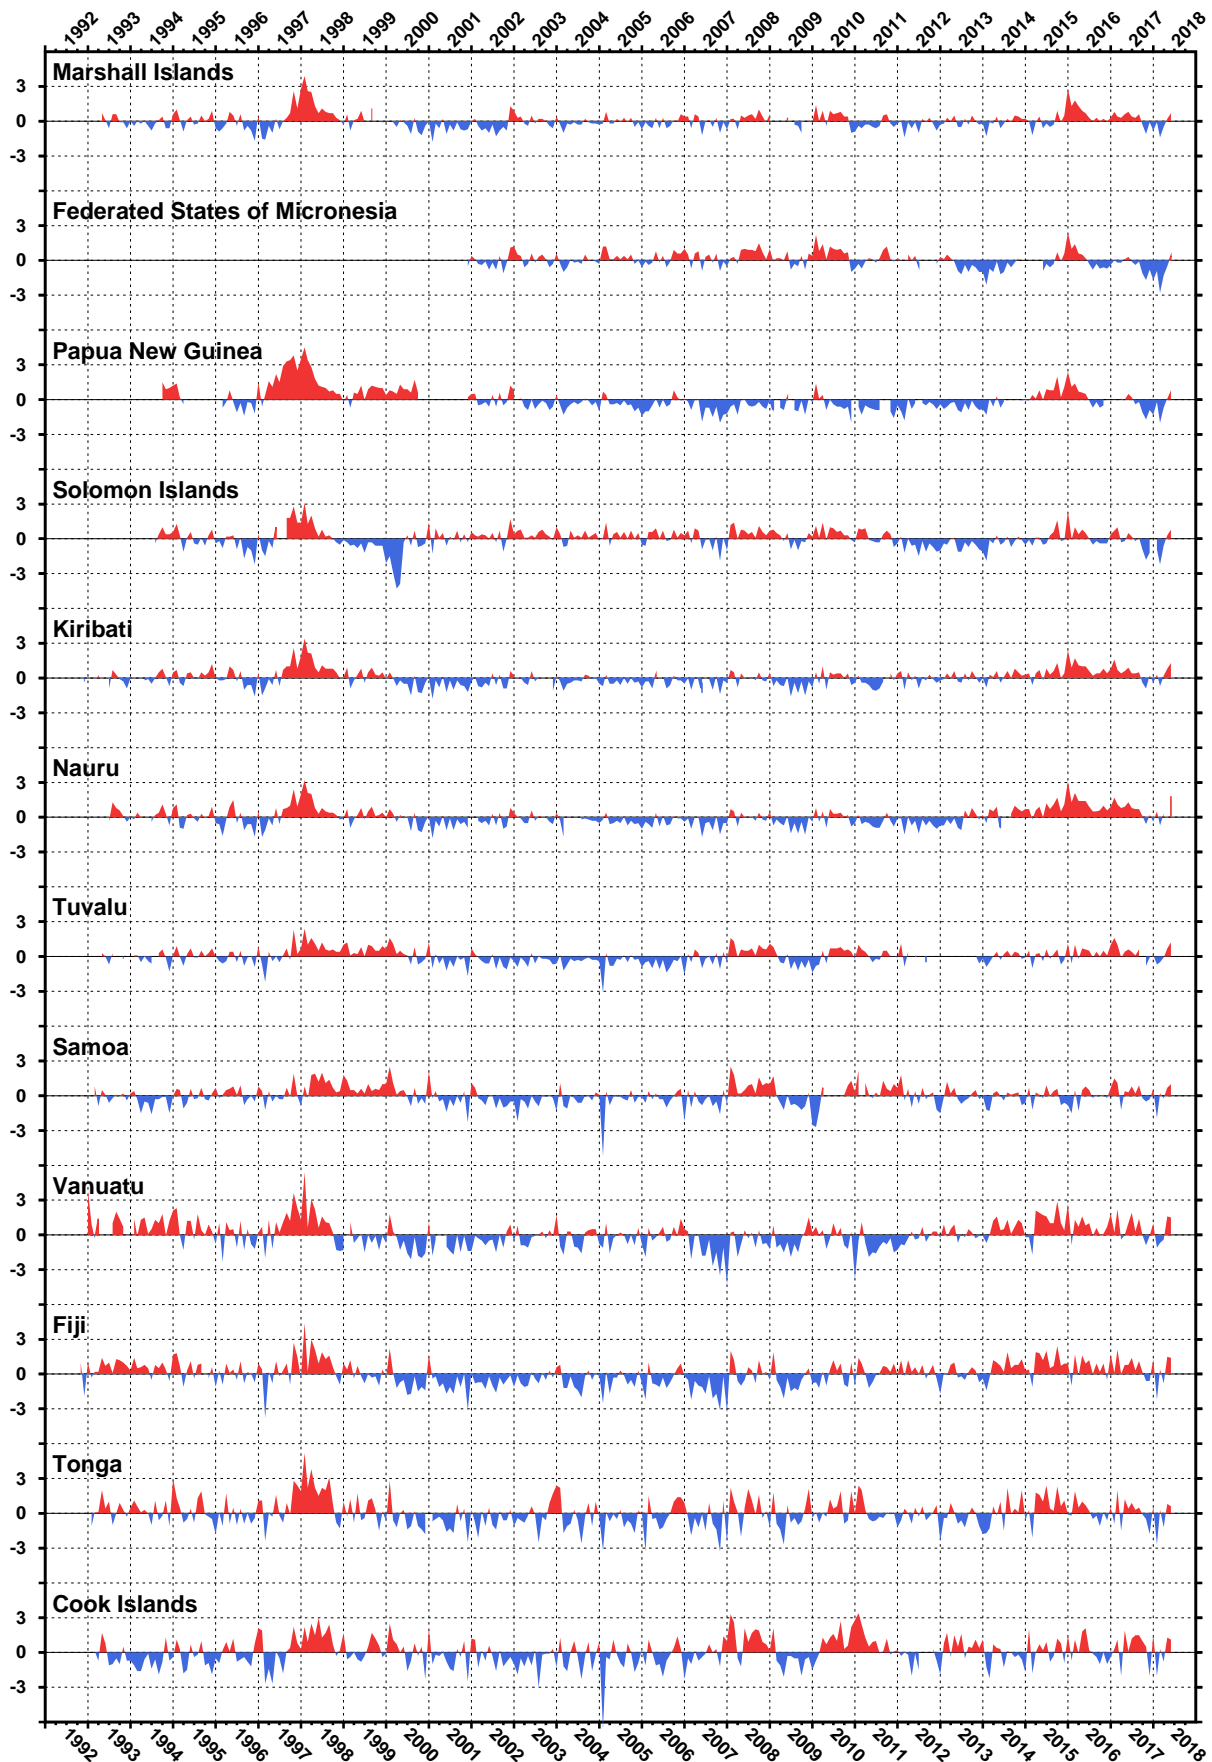 1992 1993 1994 1995 1996 1997 1998 1999 2000 2001 2002 2003 2004 2005 2006 2007 2008 2009 2010 2011 2012 2013 2014 2015 2016 2017 2018
Marshall Islands
3
0
-3
Federated States of Micronesia
3
0
-3
Papua New Guinea
3
0
-3
Solomon Islands
3
0
-3
Kiribati
3
0
-3
Nauru
3
0
-3
Tuvalu
3
0
-3
Samoa
3
0
-3
Vanuatu
3
0
-3
Fiji
3
0
-3
Tonga
3
0
-3
Cook Islands
3
0
-3
1992 1993 1994 1995 1996 1997 1998 1999 2000 2001 2002 2003 2004 2005 2006 2007 2008 2009 2010 2011 2012 2013 2014 2015 2016 2017 2018